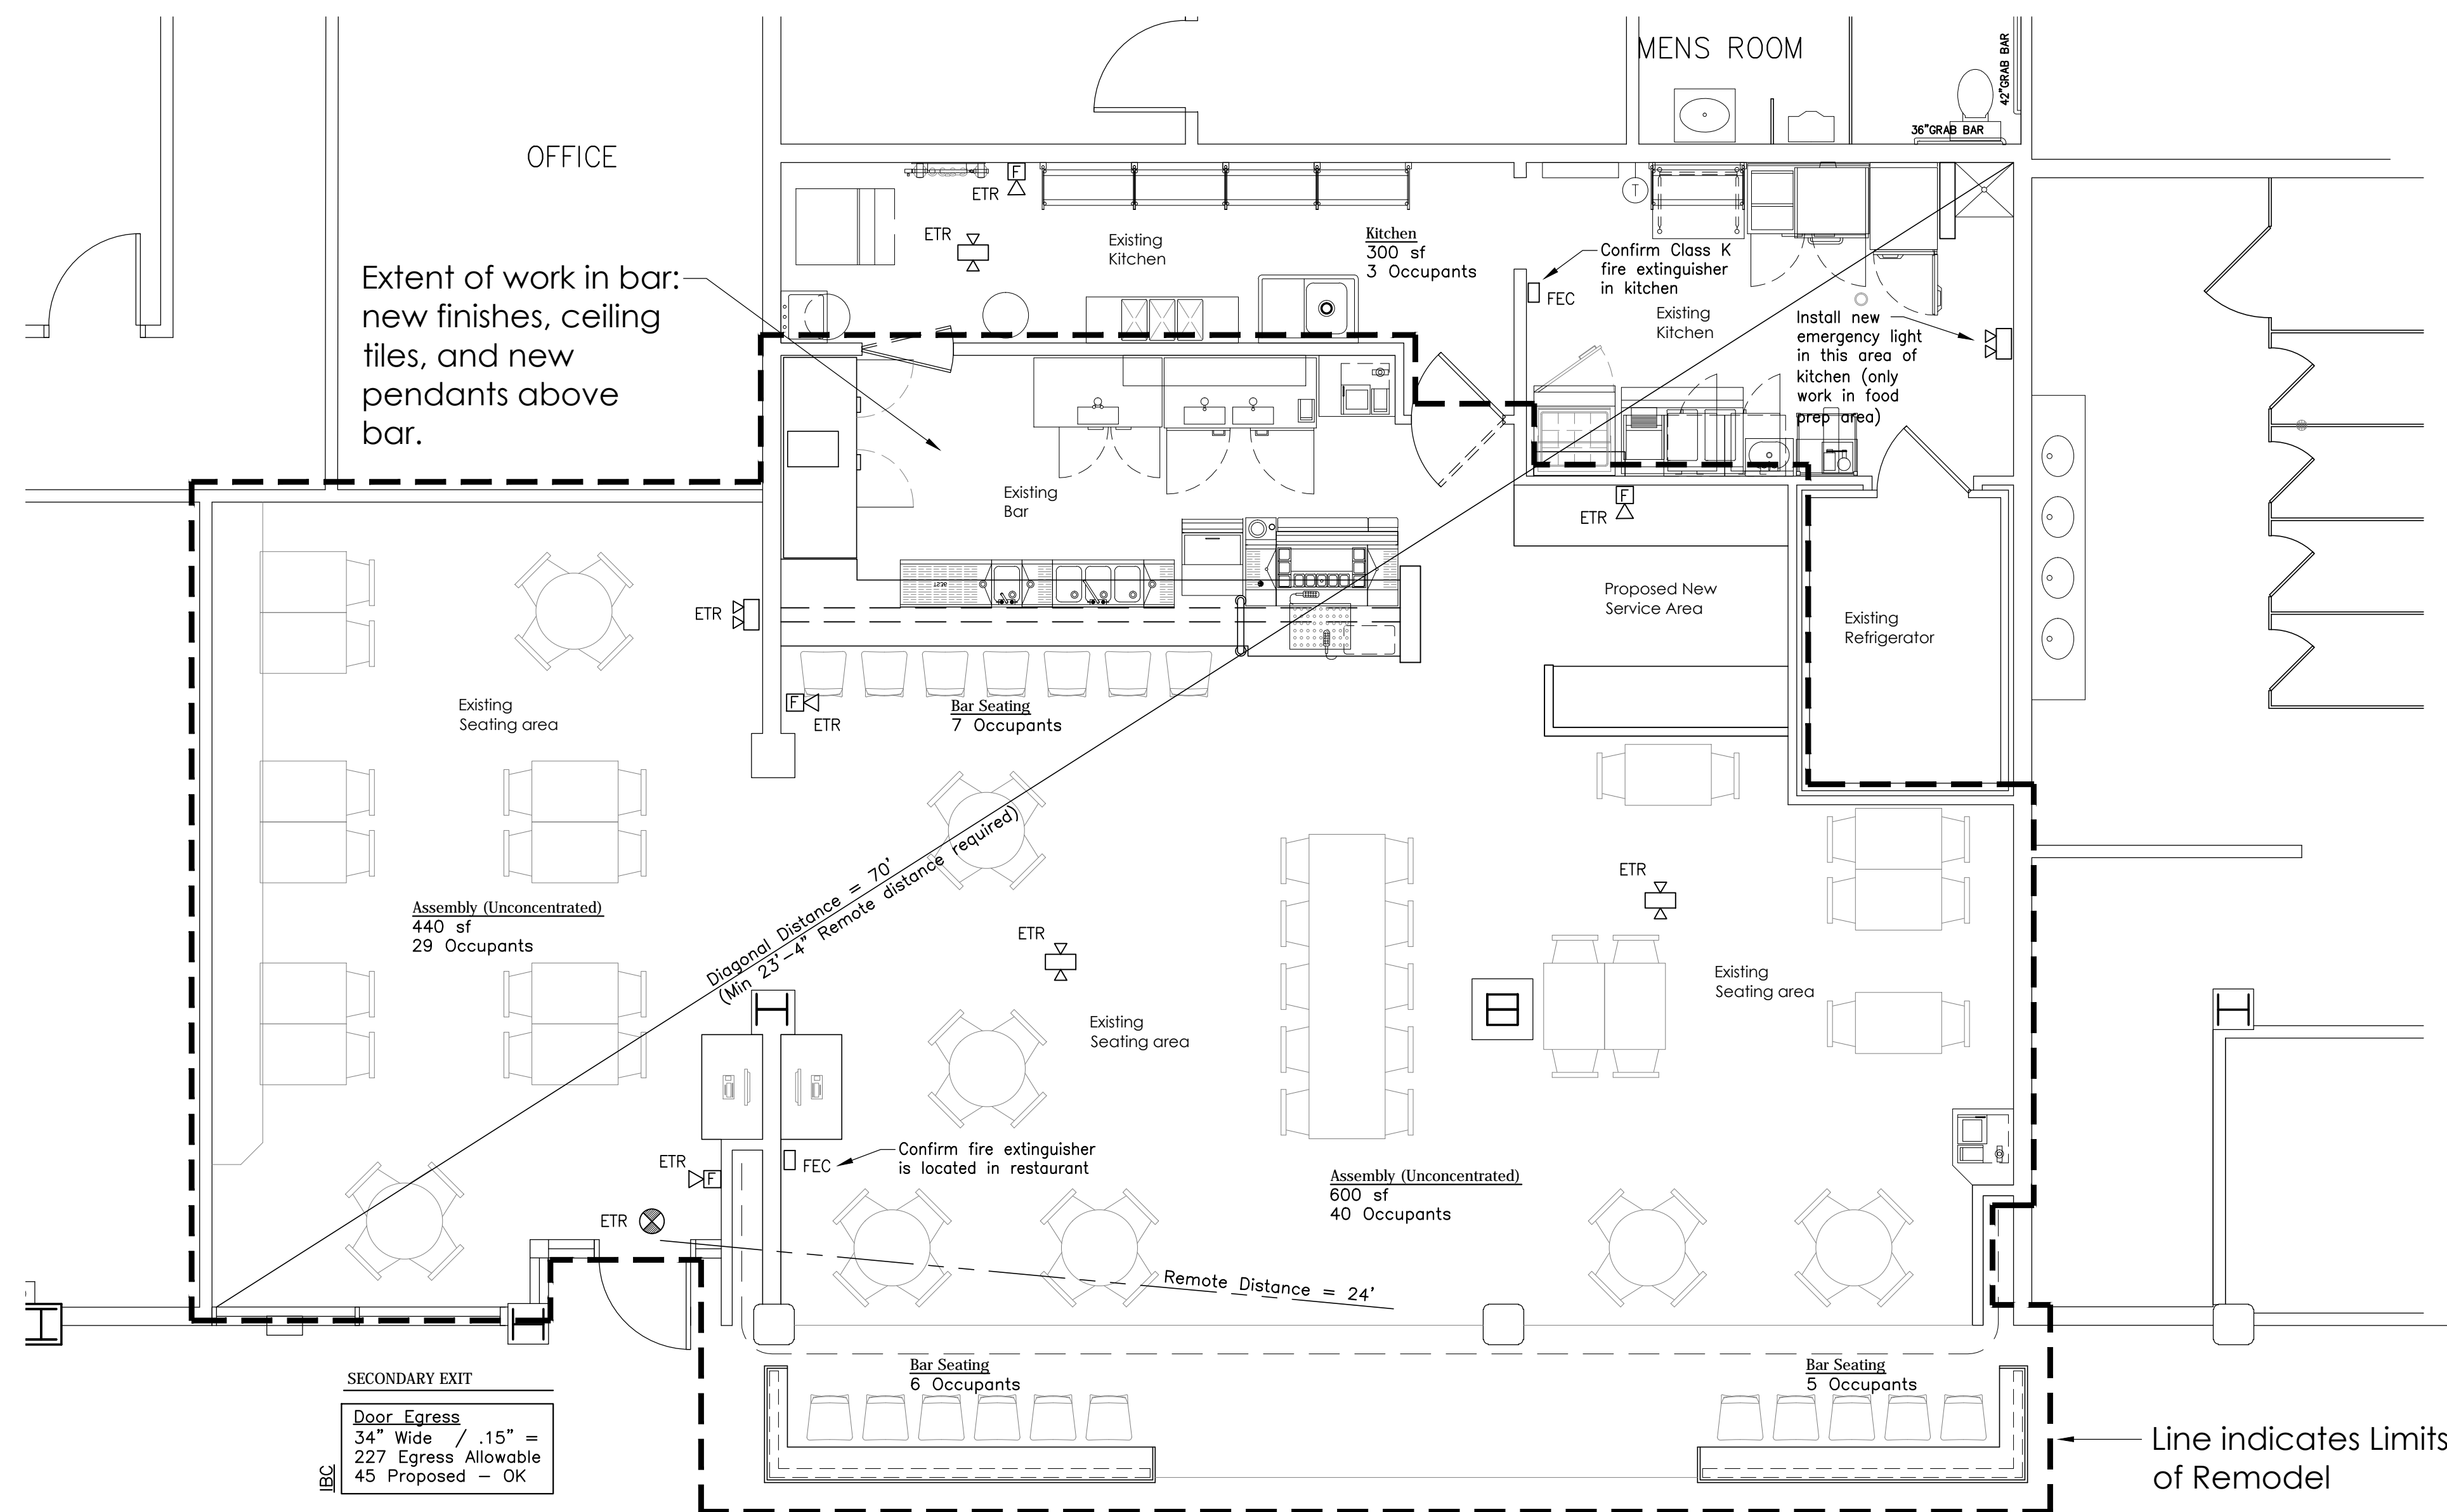 MENS ROOM
42"GRAB BAR
36"GRAB BAR
OFFICE
F
ETR
ETR
Existing
Kitchen
Kitchen
300 sf
3 Occupants
T
Confirm Class K
fire extinguisher
in kitchen
FEC
Existing
Kitchen
Install new
emergency light
in this area of
kitchen (only
work in food
prep area)
Extent of work in bar:
new finishes, ceiling
tiles, and new
pendants above
bar.
Existing
Bar
F
ETR
Proposed New
Service Area
Existing
Refrigerator
ETR
Existing
Seating area
F
ETR
Bar Seating
7 Occupants
Diagonal Distance = 70'
(Min 23'-4" Remote distance required)
Assembly (Unconcentrated)
440 sf
29 Occupants
ETR
ETR
Existing
Seating area
Existing
Seating area
Confirm fire extinguisher
is located in restaurant
FEC
ETR
F
ETR
Assembly (Unconcentrated)
600 sf
40 Occupants
Remote Distance = 24'
Bar Seating
6 Occupants
Bar Seating
5 Occupants
SECONDARY EXIT
IBC
Door Egress
34" Wide / .15" =
227 Egress Allowable
45 Proposed - OK
Line indicates Limits
of Remodel